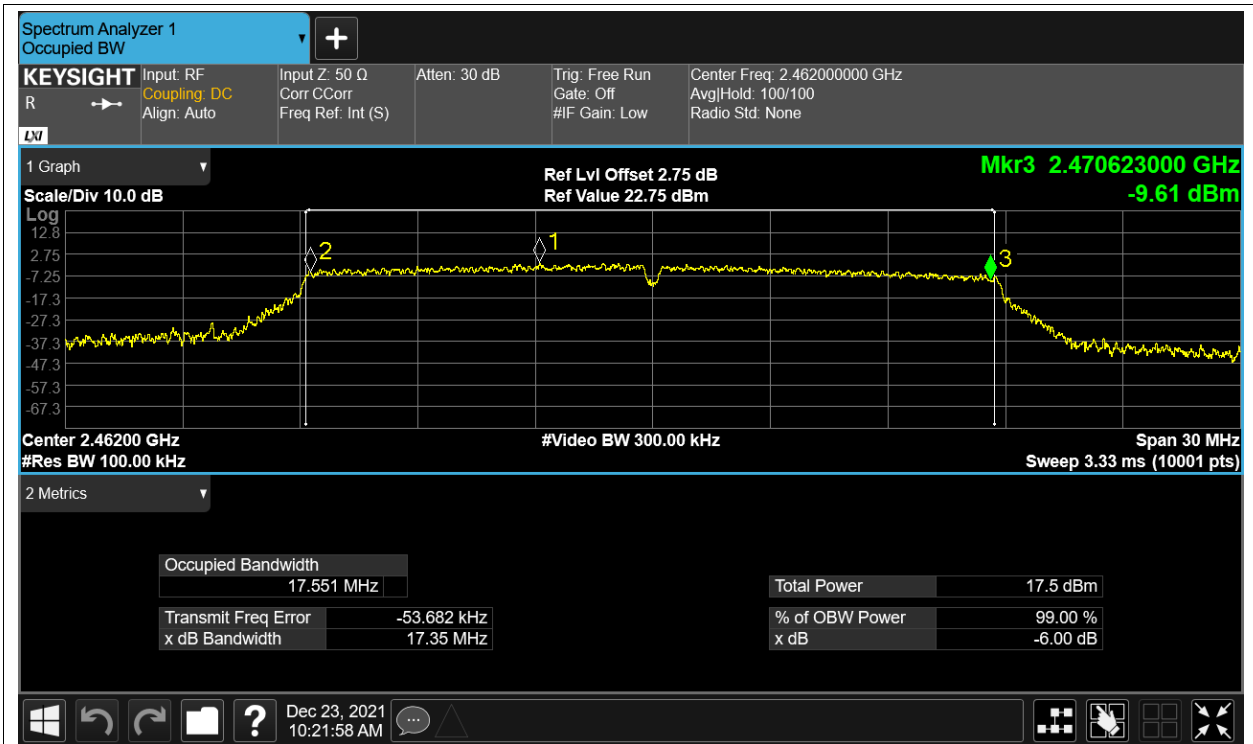 Spectrum Analyzer 1
Occupied BW
KEYSIGHT
R
LXI
Input: RF
Coupling: DC
Align: Auto
Input Z: 50 Ω
Corr CCorr
Freq Ref: Int (S)
Atten: 30 dB
Trig: Free Run
Gate: Off
#IF Gain: Low
Center Freq: 2.462000000 GHz
Avg|Hold: 100/100
Radio Std: None
1 Graph
Scale/Div 10.0 dB
Ref Lvl Offset 2.75 dB
Ref Value 22.75 dBm
Mkr3 2.470623000 GHz
-9.61 dBm
Log
12.8
2.75
-7.25
-17.3
-27.3
-37.3
-47.3
-57.3
-67.3
2
1
3
Center 2.46200 GHz
#Video BW 300.00 kHz
Span 30 MHz
#Res BW 100.00 kHz
Sweep 3.33 ms (10001 pts)
2 Metrics
Occupied Bandwidth
17.551 MHz
Transmit Freq Error -53.682 kHz
x dB Bandwidth 17.35 MHz
Total Power 17.5 dBm
% of OBW Power 99.00 %
x dB -6.00 dB
?
Dec 23, 2021
10:21:58 AM